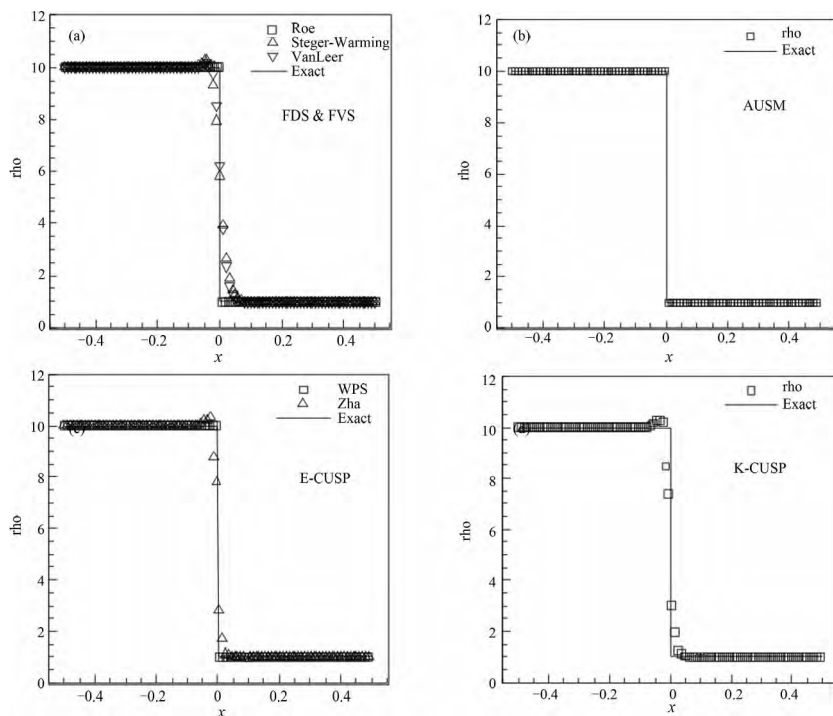 (a)
Roe
Steger-Warming
VanLeer
Exact
FDS & FVS
rho
12
10
8
6
4
2
0
−0.4
−0.2
0
0.2
0.4
x
(b)
rho
Exact
AUSM
rho
12
10
8
6
4
2
0
−0.4
−0.2
0
0.2
0.4
x
WPS
Zha
Exact
E-CUSP
rho
12
10
8
6
4
2
0
−0.4
−0.2
0
0.2
0.4
x
rho
Exact
K-CUSP
rho
12
10
8
6
4
2
0
−0.4
−0.2
0
0.2
0.4
x